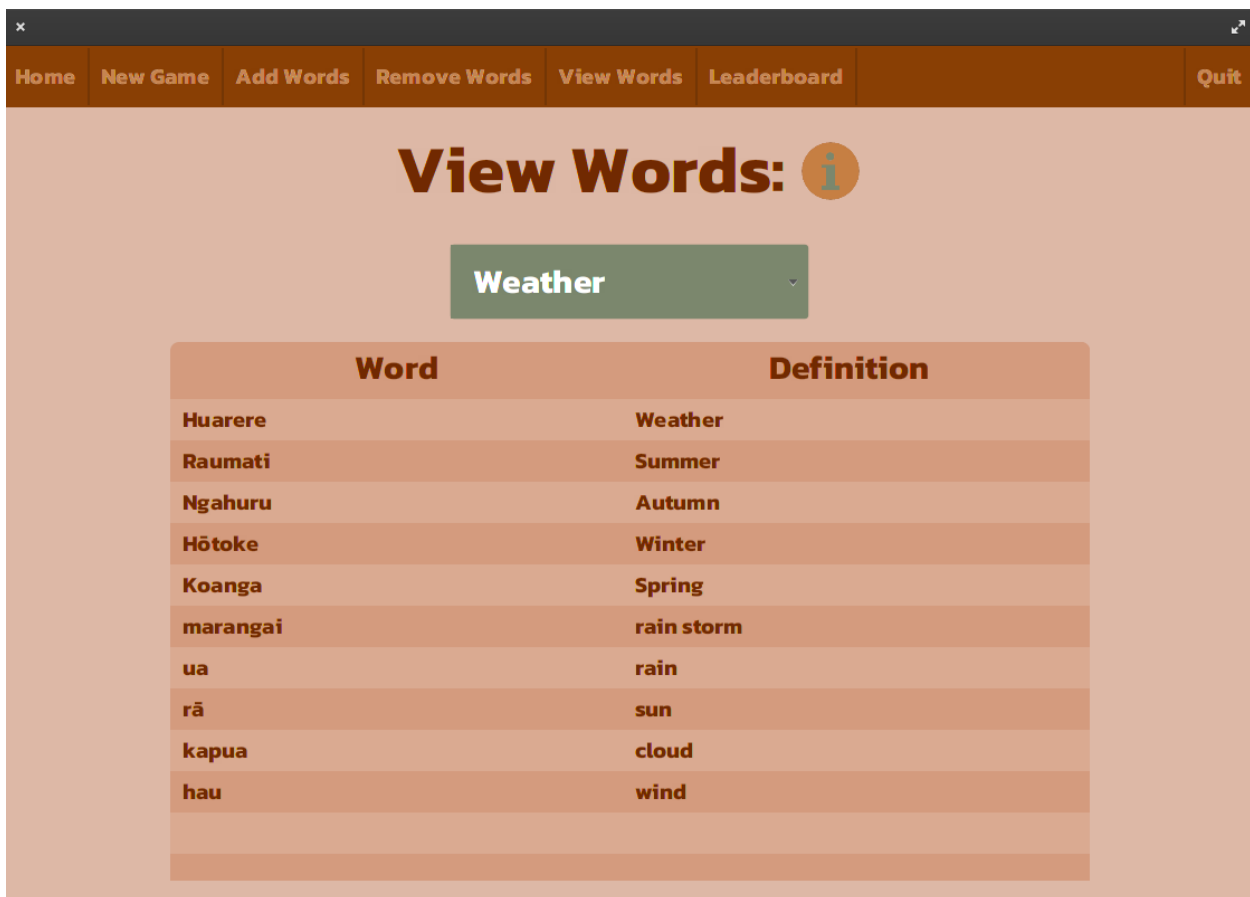 Home New Game Add Words Remove Words View Words Leaderboard Quit
View Words: i
Weather
Word Definition
Huarere Weather
Raumati Summer
Ngahuru Autumn
Hōtoke Winter
Koanga Spring
marangai rain storm
ua rain
rā sun
kapua cloud
hau wind